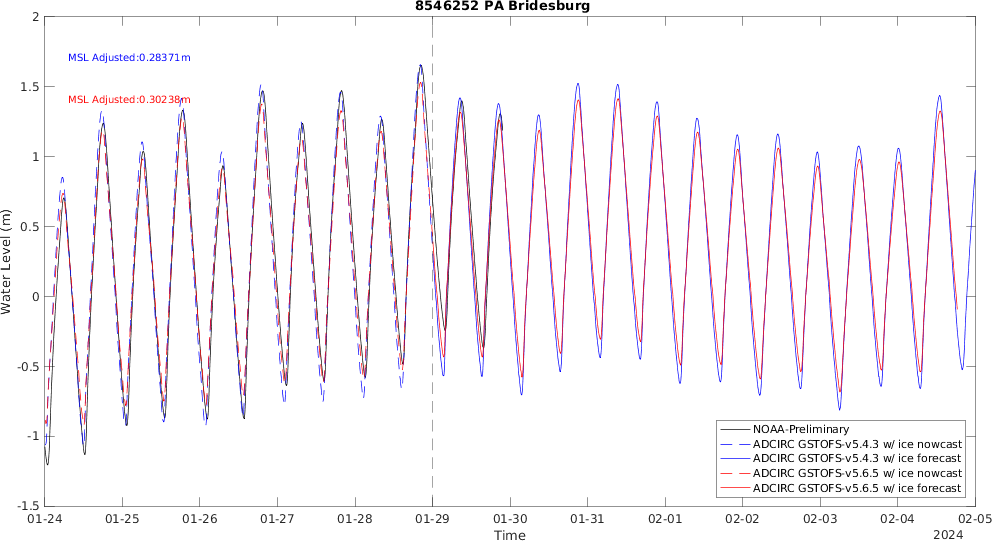 8546252 PA Bridesburg
MSL Adjusted:0.28371m
MSL Adjusted:0.30238m
Water Level (m)
2
1.5
1
0.5
0
-0.5
-1
-1.5
NOAA-Preliminary
ADCIRC GSTOFS-v5.4.3 w/ ice nowcast
ADCIRC GSTOFS-v5.4.3 w/ ice forecast
ADCIRC GSTOFS-v5.6.5 w/ ice nowcast
ADCIRC GSTOFS-v5.6.5 w/ ice forecast
01-24 01-25 01-26 01-27 01-28 01-29 01-30 01-31 02-01 02-02 02-03 02-04 02-05
Time
2024